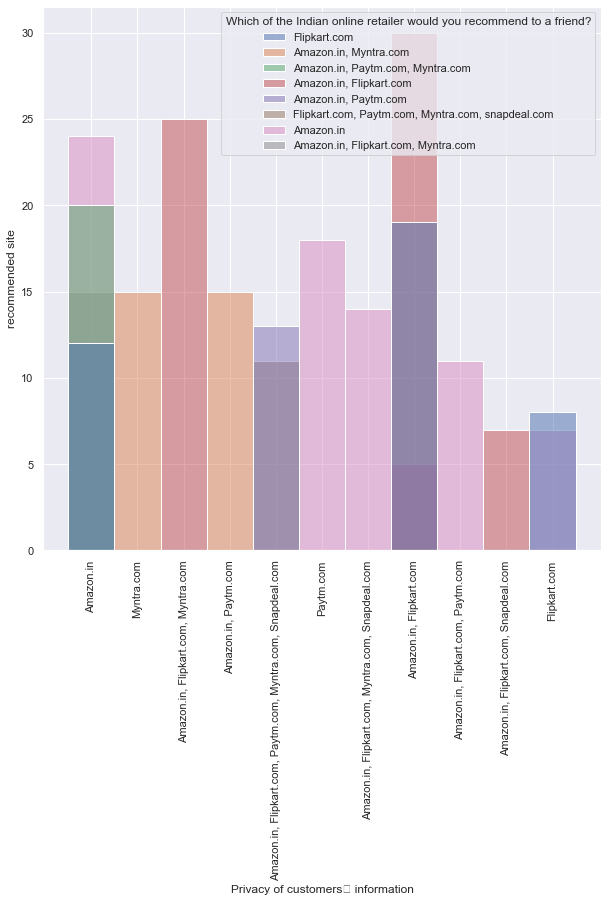 Which of the Indian online retailer would you recommend to a friend?
Flipkart.com
Amazon.in, Myntra.com
Amazon.in, Paytm.com, Myntra.com
Amazon.in, Flipkart.com
Amazon.in, Paytm.com
Flipkart.com, Paytm.com, Myntra.com, snapdeal.com
Amazon.in
Amazon.in, Flipkart.com, Myntra.com
30
25
20
15
10
5
0
recommended site
Amazon.in
Myntra.com
Amazon.in, Flipkart.com, Myntra.com
Amazon.in, Paytm.com
Amazon.in, Flipkart.com, Paytm.com, Myntra.com, Snapdeal.com
Paytm.com
Amazon.in, Flipkart.com, Myntra.com, Snapdeal.com
Amazon.in, Flipkart.com
Amazon.in, Flipkart.com, Paytm.com
Amazon.in, Flipkart.com, Snapdeal.com
Flipkart.com
Privacy of customers▯ information